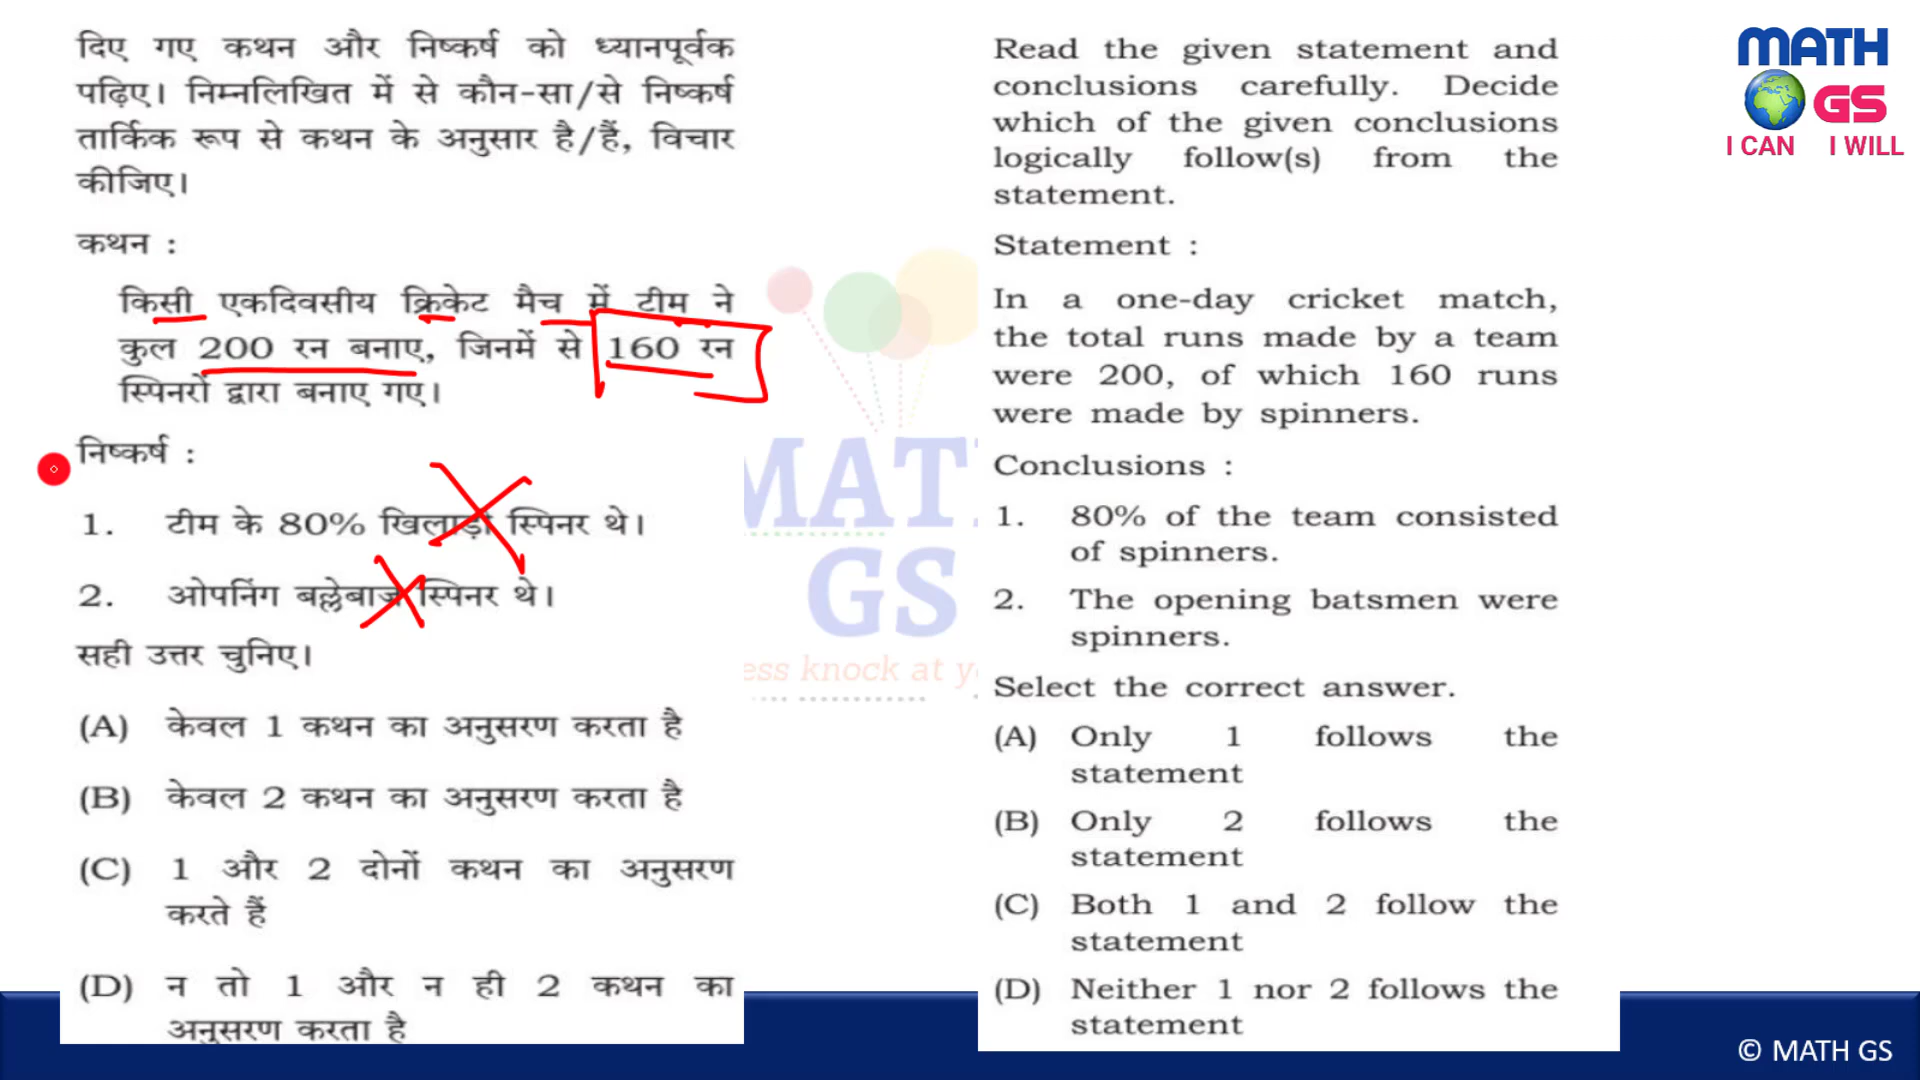 दिए गए कथन और निष्कर्ष को ध्यानपूर्वक
पढ़िए। निम्नलिखित में से कौन-सा/से निष्कर्ष
तार्किक रूप से कथन के अनुसार है/हैं, विचार
कीजिए।
कथन :
किसी एकदिवसीय क्रिकेट मैच में टीम ने
कुल 200 रन बनाए, जिनमें से 160 रन
स्पिनरों द्वारा बनाए गए।
निष्कर्ष :
1. टीम के 80% खिलाड़ी स्पिनर थे।
2. ओपनिंग बल्लेबाज स्पिनर थे।
सही उत्तर चुनिए।
(A) केवल 1 कथन का अनुसरण करता है
(B) केवल 2 कथन का अनुसरण करता है
(C) 1 और 2 दोनों कथन का अनुसरण
करते हैं
(D) न तो 1 और न ही 2 कथन का
अनुसरण करता है
MAT
GS
ess knock at y
Read the given statement and
conclusions carefully. Decide
which of the given conclusions
logically follow(s) from the
statement.
Statement :
In a one-day cricket match,
the total runs made by a team
were 200, of which 160 runs
were made by spinners.
Conclusions :
1. 80% of the team consisted
of spinners.
2. The opening batsmen were
spinners.
Select the correct answer.
(A) Only 1 follows the
statement
(B) Only 2 follows the
statement
(C) Both 1 and 2 follow the
statement
(D) Neither 1 nor 2 follows the
statement
MATH
GS
I CAN I WILL
© MATH GS